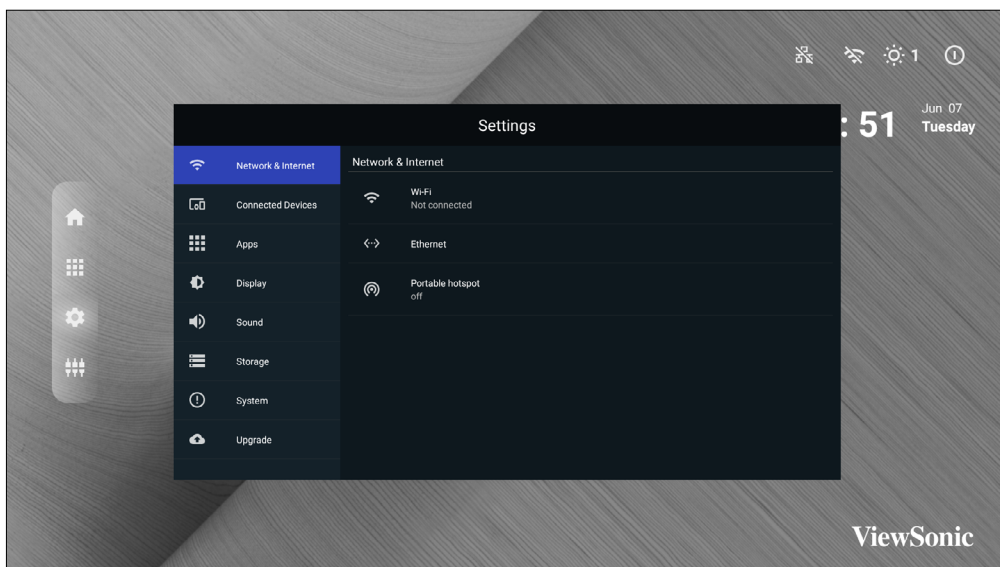 1
: 51
Jun 07
Tuesday
Settings
Network & Internet
Connected Devices
Apps
Display
Sound
Storage
System
Upgrade
Network & Internet
Wi-Fi
Not connected
Ethernet
Portable hotspot
off
ViewSonic